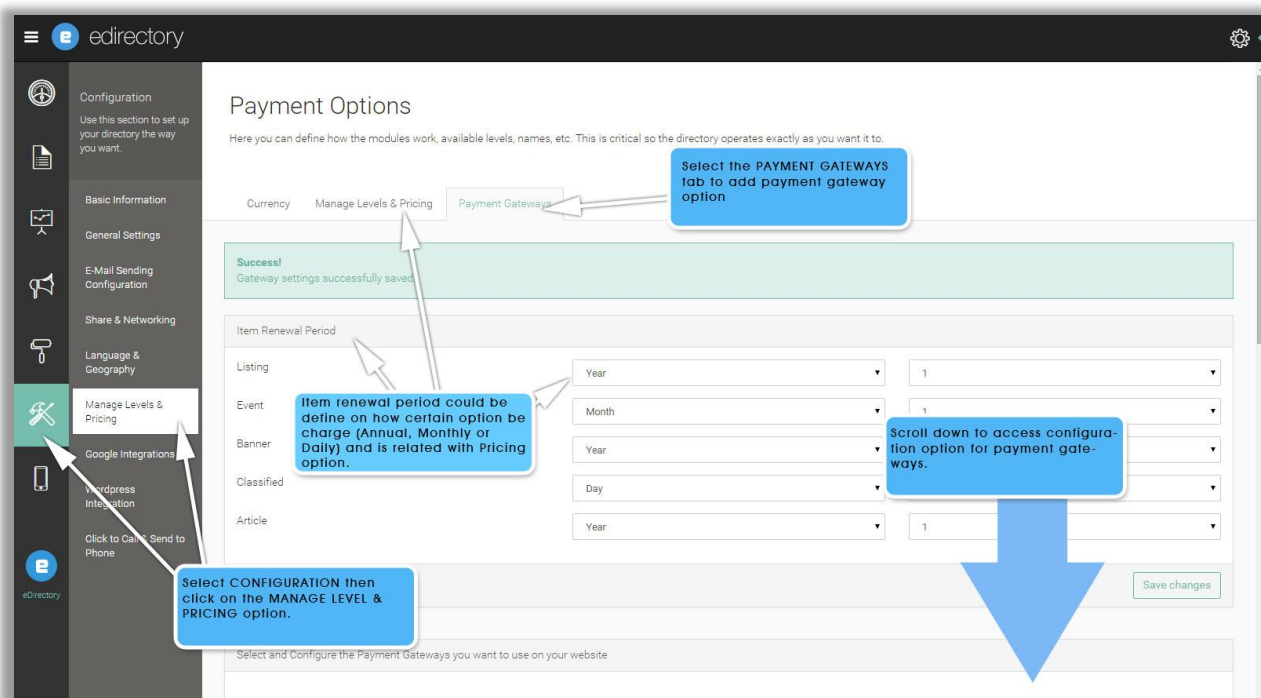 edirectory
Configuration
Use this section to set up
your directory the way
you want.
Basic Information
General Settings
E-Mail Sending
Configuration
Share & Networking
Language &
Geography
Manage Levels &
Pricing
Google Integrations
Wordpress
Integration
Click to Call & Send to
Phone
eDirectory
Payment Options
Here you can define how the modules work, available levels, names, etc. This is critical so the directory operates exactly as you want it to.
Select the PAYMENT GATEWAYS
tab to add payment gateway
option
Currency Manage Levels & Pricing Payment Gateways
Success!
Gateway settings successfully saved
Item Renewal Period
Listing Year 1
Event Month 1
Banner Year
Classified Day
Article Year 1
Item renewal period could be
define on how certain option be
charge (Annual, Monthly or
Daily) and is related with Pricing
option.
Scroll down to access configura-
tion option for payment gate-
ways.
Select CONFIGURATION then
click on the MANAGE LEVEL &
PRICING option.
Save changes
Select and Configure the Payment Gateways you want to use on your website